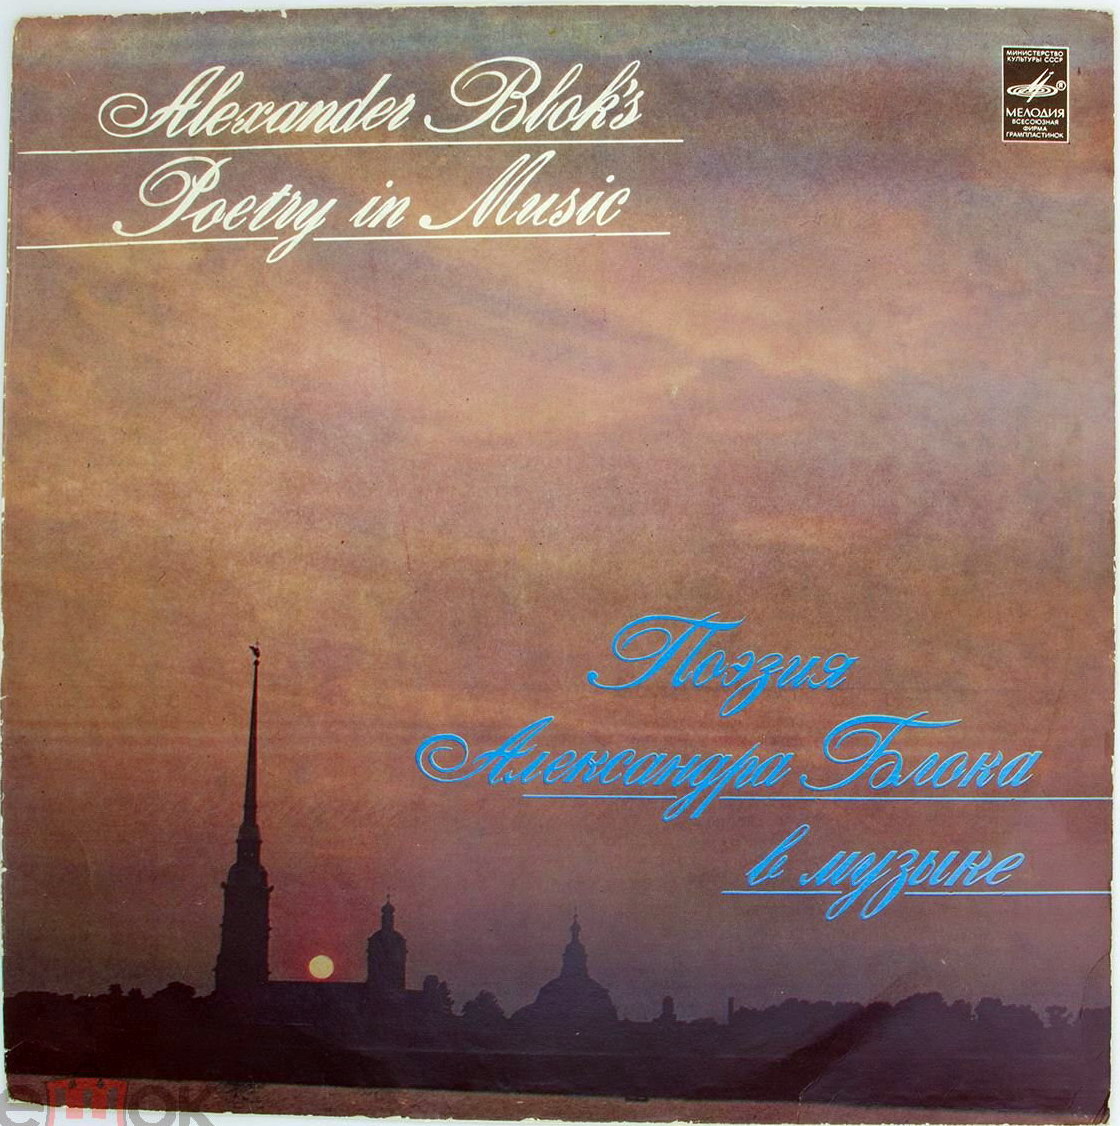 Alexander Blok's
Poetry in Music
МИНИСТЕРСТВО
КУЛЬТУРЫ СССР
МЕЛОДИЯ
ВСЕСОЮЗНАЯ
ФИРМА
ГРАМПЛАСТИНОК
Поэзия
Александра Блока
в музыке